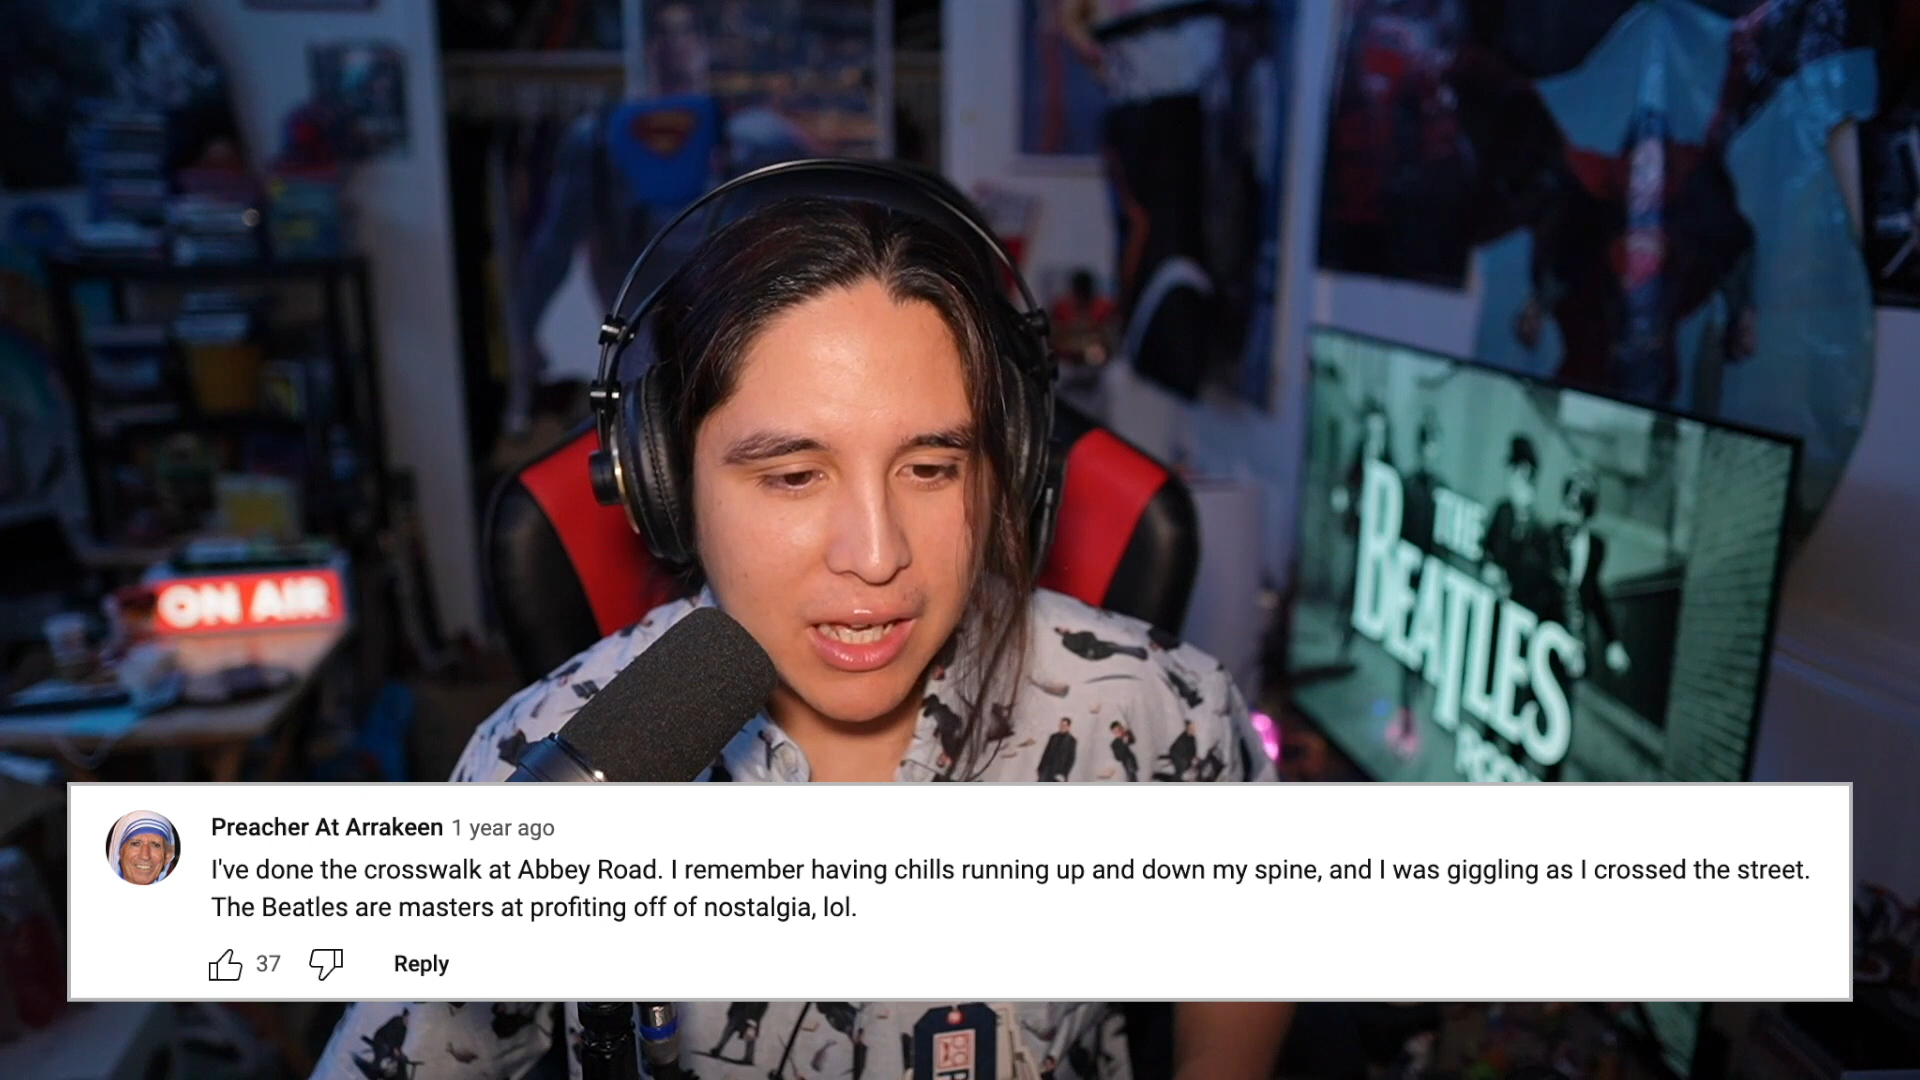 ON AIR
THE
BEATLES
Preacher At Arrakeen 1 year ago
I've done the crosswalk at Abbey Road. I remember having chills running up and down my spine, and I was giggling as I crossed the street.
The Beatles are masters at profiting off of nostalgia, lol.
37 Reply